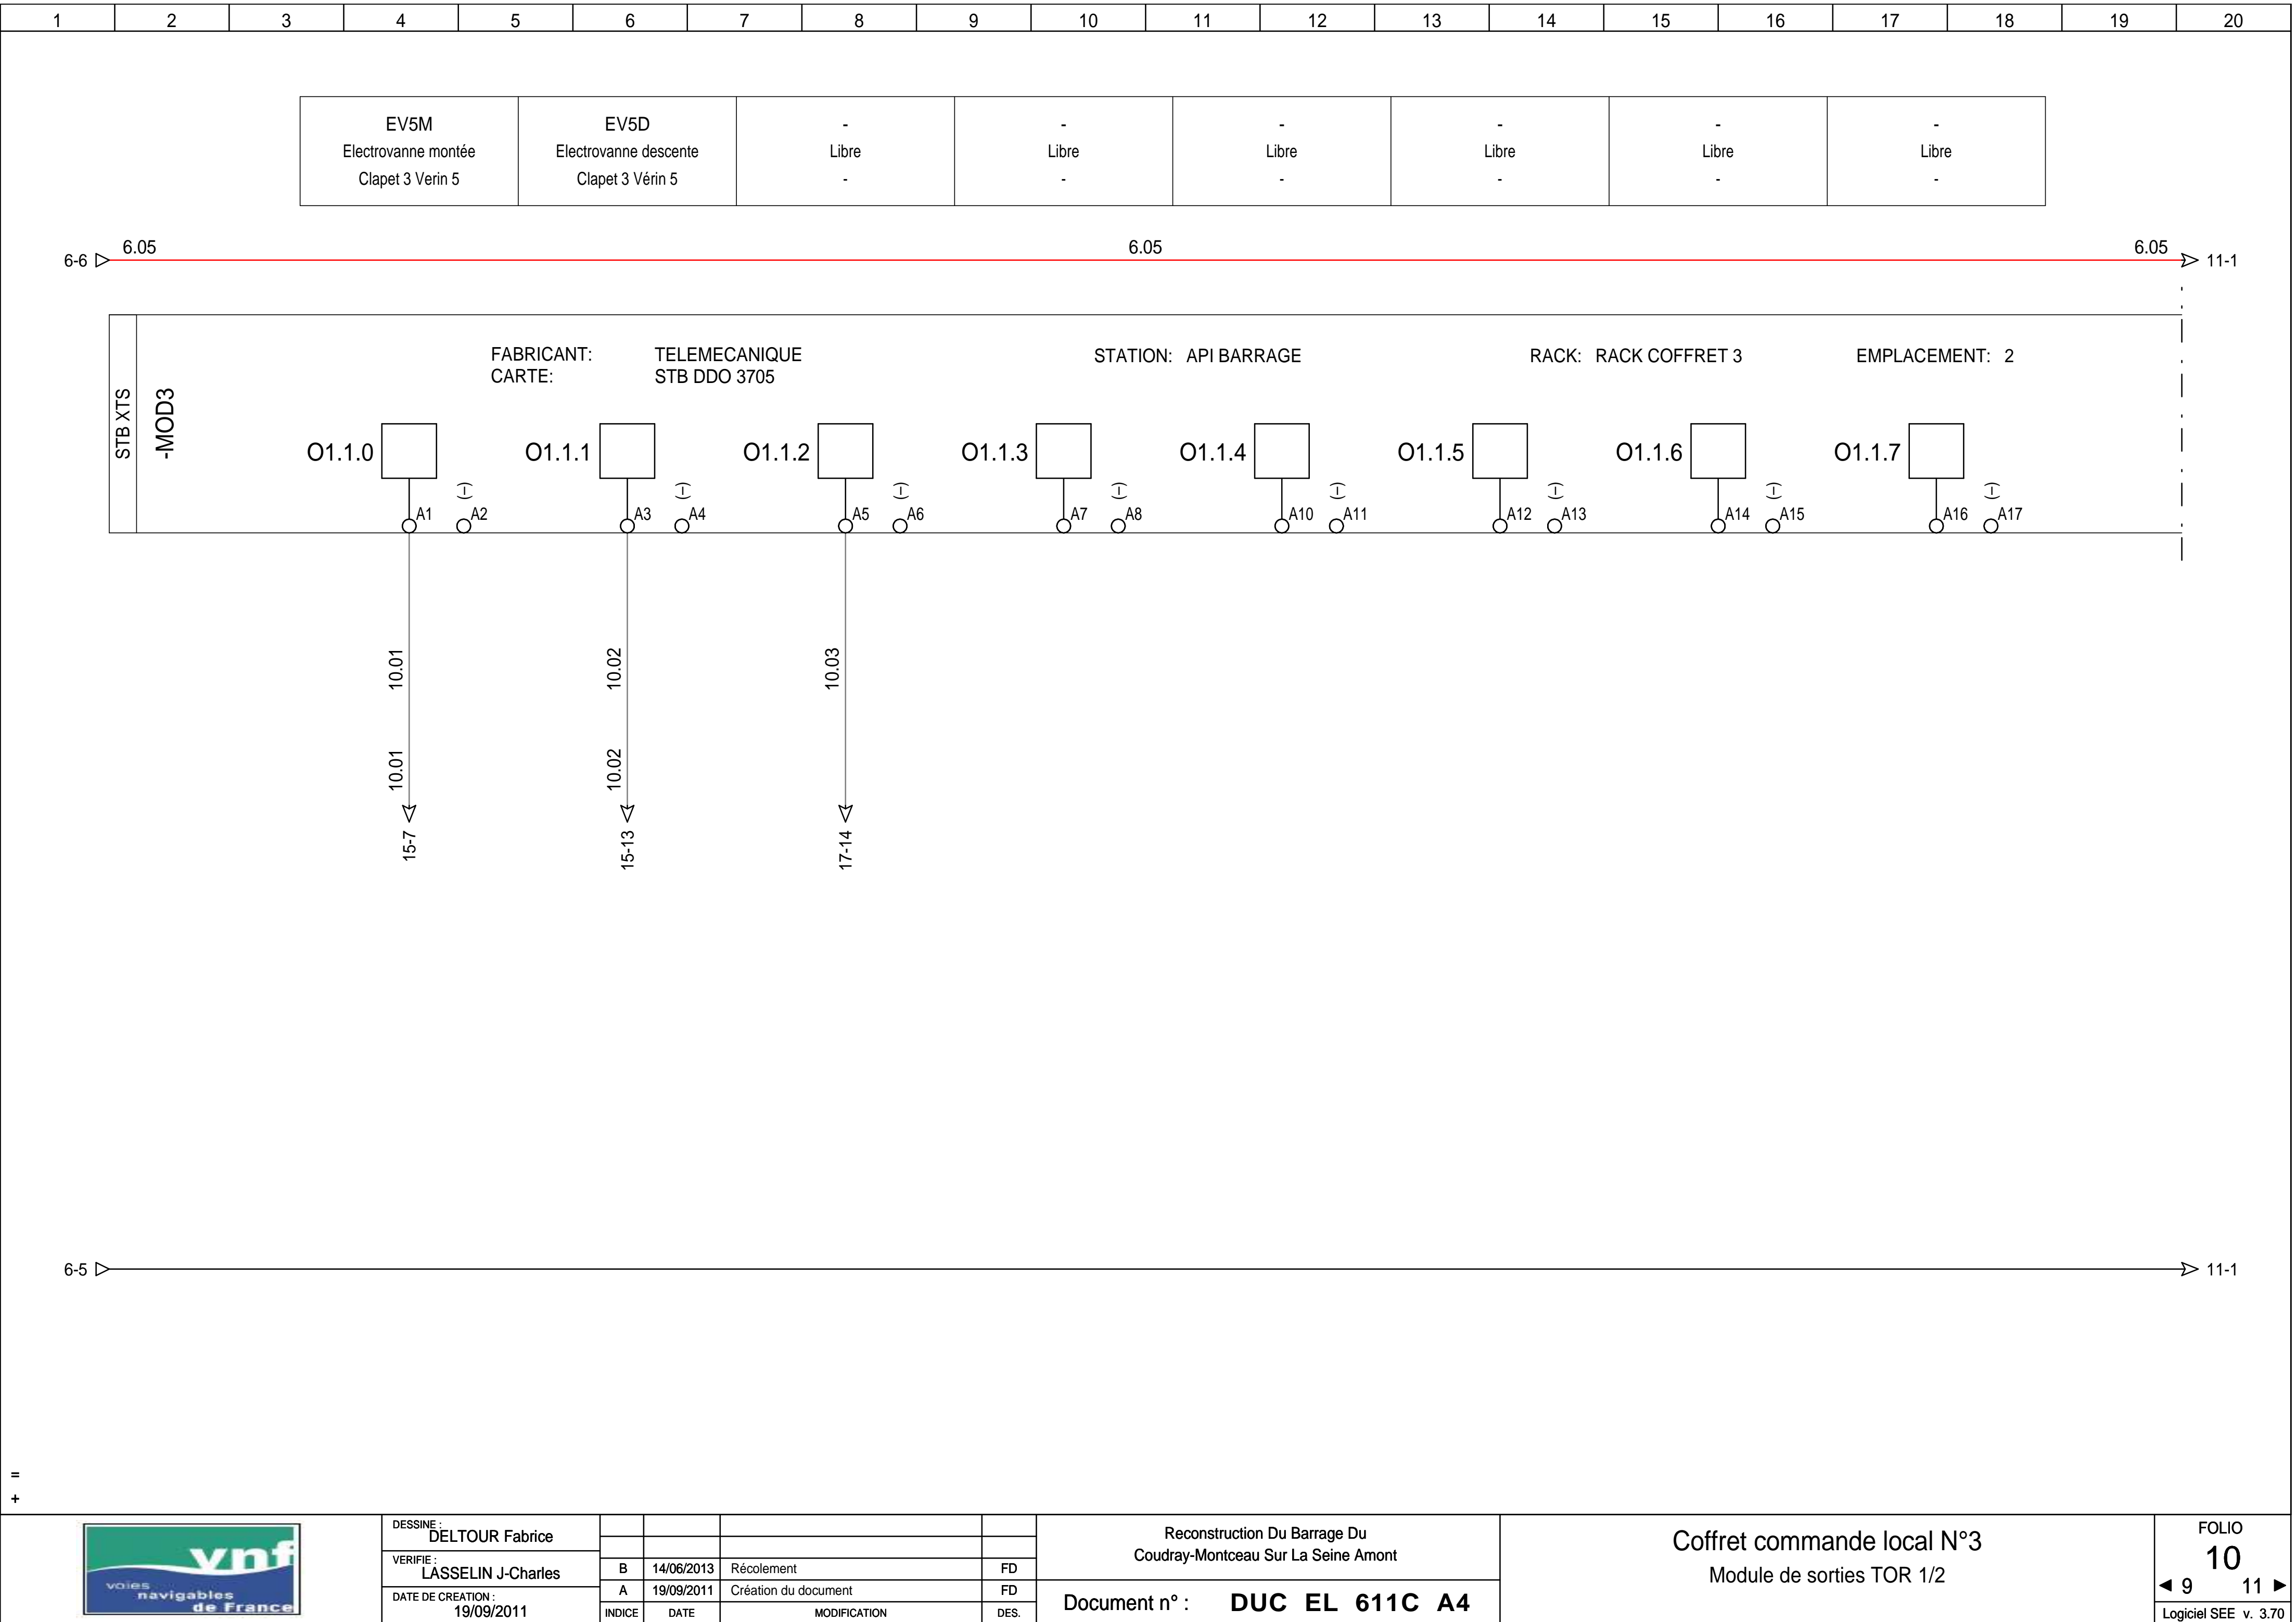 1 2 3 4 5 6 7 8 9 10 11 12 13 14 15 16 17 18 19 20
EV5M
Electrovanne montée
Clapet 3 Verin 5
EV5D
Electrovanne descente
Clapet 3 Vérin 5
-
Libre
-
-
Libre
-
-
Libre
-
-
Libre
-
-
Libre
-
-
Libre
-
6-6 6.05 6.05 6.05 11-1
STB XTS
-MOD3
FABRICANT: TELEMECANIQUE
CARTE: STB DDO 3705
STATION: API BARRAGE
RACK: RACK COFFRET 3
EMPLACEMENT: 2
O1.1.0 O1.1.1 O1.1.2 O1.1.3 O1.1.4 O1.1.5 O1.1.6 O1.1.7
(-) (-) (-) (-) (-) (-) (-) (-)
A1 A2 A3 A4 A5 A6 A7 A8 A10 A11 A12 A13 A14 A15 A16 A17
10.01 10.02 10.03
10.01 10.02
15-7 15-13 17-14
6-5 11-1
=
+
vnf
voies
navigables
de France
DESSINE :
DELTOUR Fabrice
VERIFIE :
LASSELIN J-Charles
DATE DE CREATION :
19/09/2011
B 14/06/2013 Récolement FD
A 19/09/2011 Création du document FD
INDICE DATE MODIFICATION DES.
Reconstruction Du Barrage Du
Coudray-Montceau Sur La Seine Amont
Document n° : DUC EL 611C A4
Coffret commande local N°3
Module de sorties TOR 1/2
FOLIO
10
◄ 9 11 ►
Logiciel SEE v. 3.70